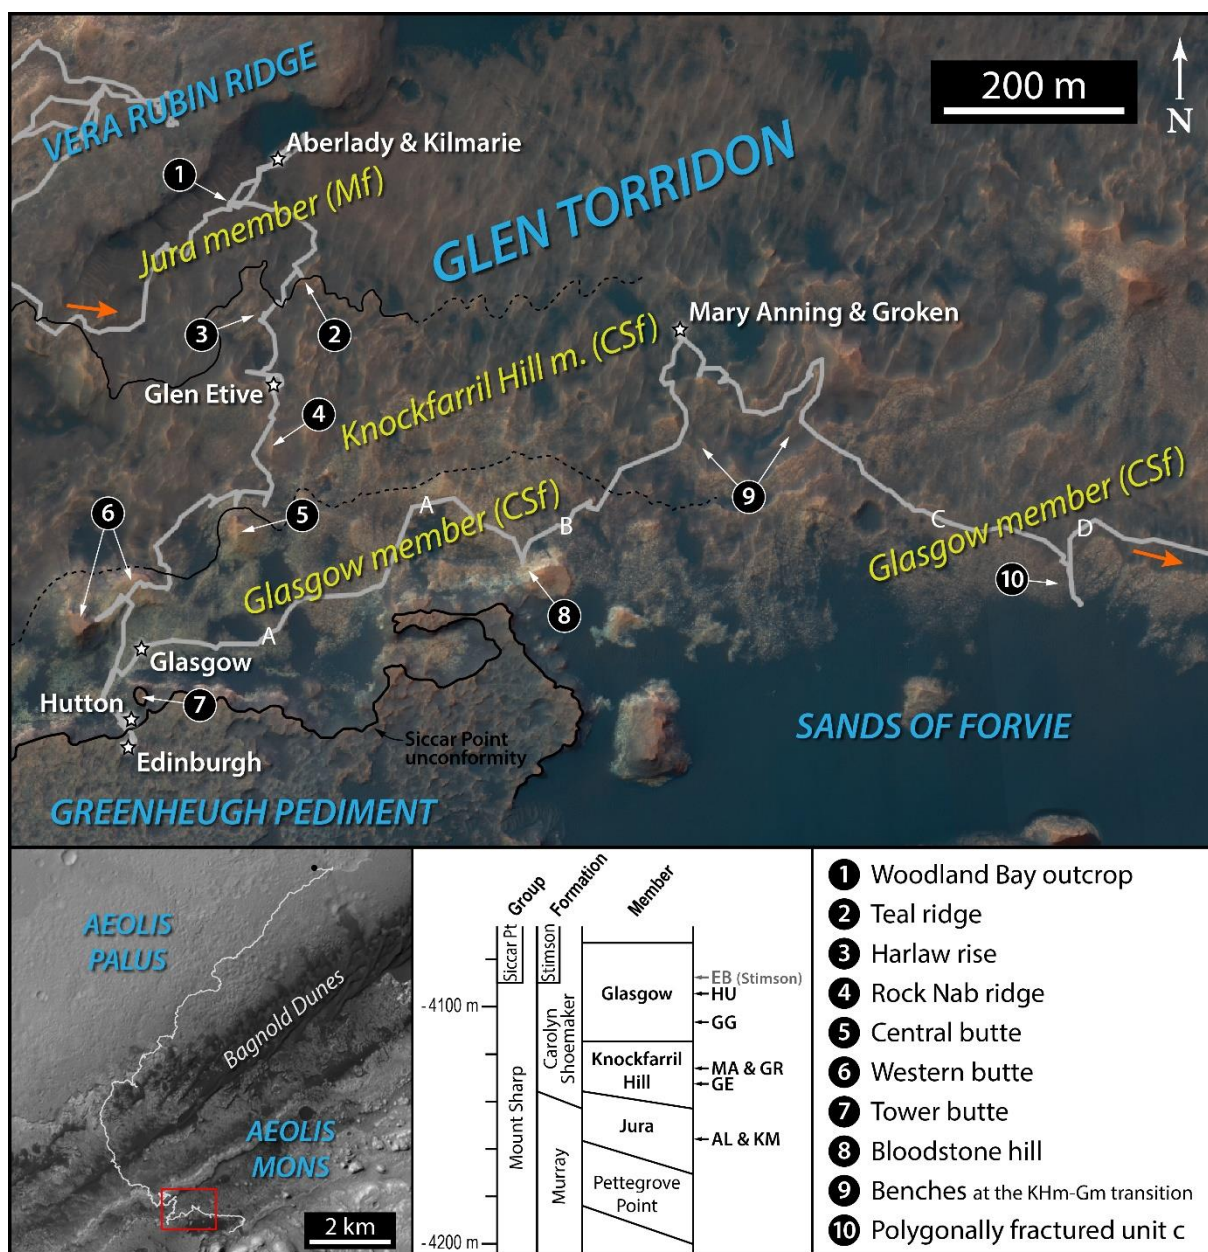 VERA RUBIN RIDGE
200 m
N
Aberlady & Kilmarie
1
Jura member (Mf)
GLEN TORRIDON
3
2
Mary Anning & Groken
Glen Etive
Knockfarril Hill m. (CSf)
4
9
6
5
A
B
C
D
Glasgow member (CSf)
Glasgow member (CSf)
10
8
A
Glasgow
Hutton
7
Edinburgh
Siccar Point
unconformity
SANDS OF FORVIE
GREENHEUGH PEDIMENT
AEOLIS
PALUS
Bagnold Dunes
AEOLIS
MONS
2 km
Group
Formation
Member
Siccar Pt
Stimson
EB (Stimson)
Glasgow
HU
-4100 m
GG
Carolyn
Shoemaker
Knockfarril
Hill
MA & GR
GE
Mount Sharp
Jura
AL & KM
Murray
Pettegrove
Point
-4200 m
1 Woodland Bay outcrop
2 Teal ridge
3 Harlaw rise
4 Rock Nab ridge
5 Central butte
6 Western butte
7 Tower butte
8 Bloodstone hill
9 Benches at the KHm-Gm transition
10 Polygonally fractured unit c